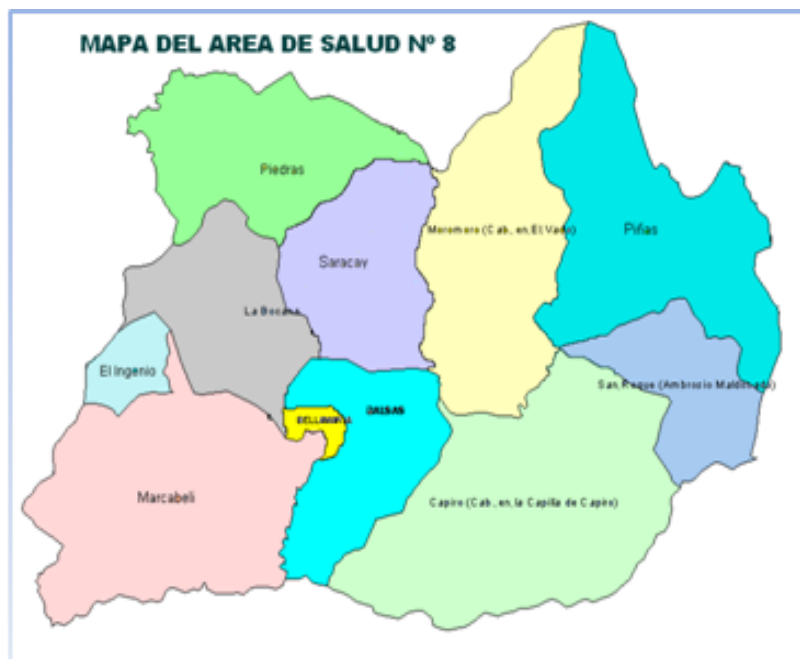 MAPA DEL AREA DE SALUD Nº 8
Piedras
Moromoro (Cab., en, El Vado)
Piñas
Saracay
La Bocana
El Ingenio
San, Roque (Ambrosio Maldonado)
BALSAS
BELLAMARIA
Marcabeli
Capiro (Cab., en, la Capilla de Capiro)